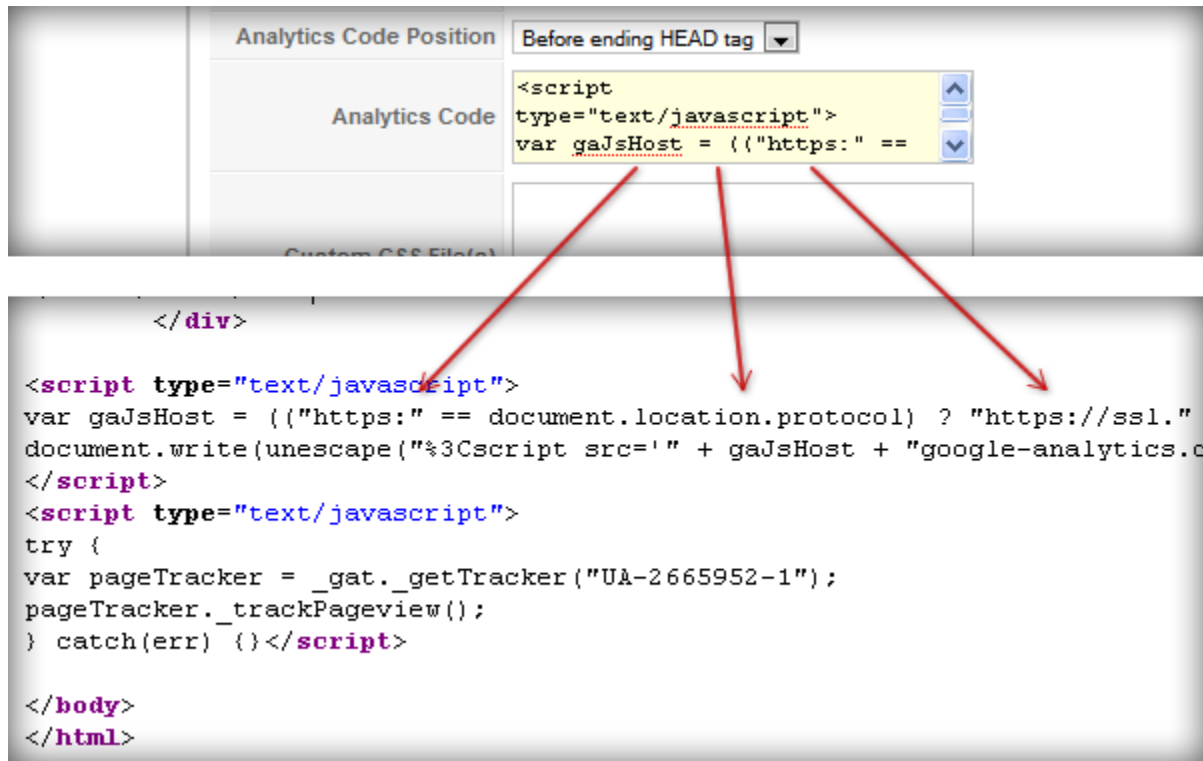 Analytics Code Position Before ending HEAD tag
Analytics Code
<script
type="text/javascript">
var gaJsHost = (("https:" ==
Custom CSS File(s)
</div>
<script type="text/javascript">
var gaJsHost = (("https:" == document.location.protocol) ? "https://ssl."
document.write(unescape("%3Cscript src='" + gaJsHost + "google-analytics.c
</script>
<script type="text/javascript">
try {
var pageTracker = _gat._getTracker("UA-2665952-1");
pageTracker._trackPageview();
} catch(err) {}</script>
</body>
</html>